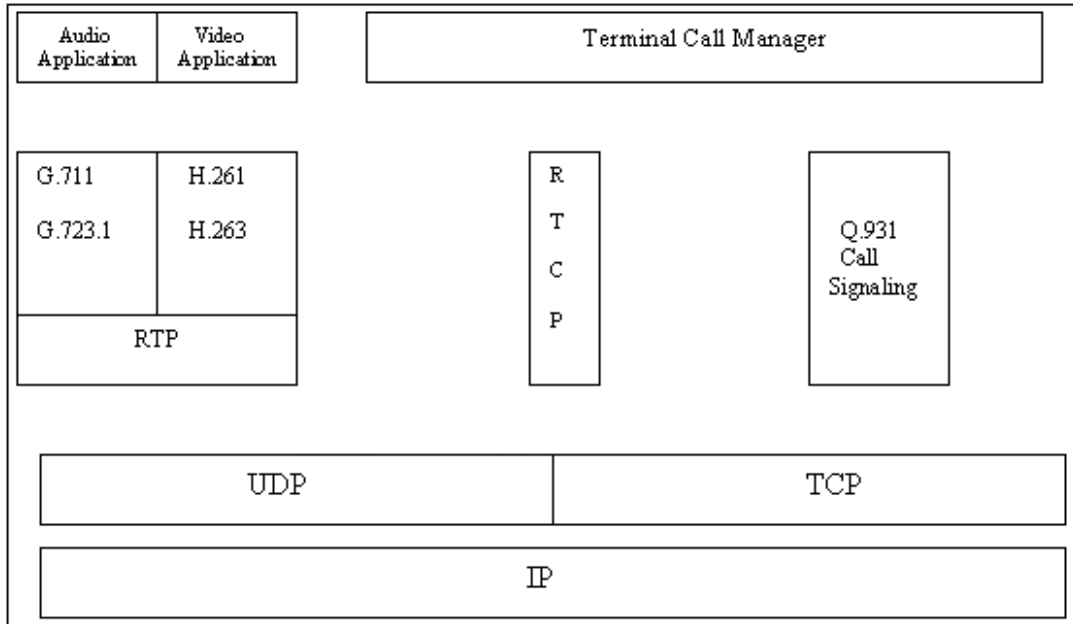 Audio
Application
Video
Application
Terminal Call Manager
G.711
G.723.1
H.261
H.263
RTP
R
T
C
P
Q.931
Call
Signaling
UDP
TCP
IP